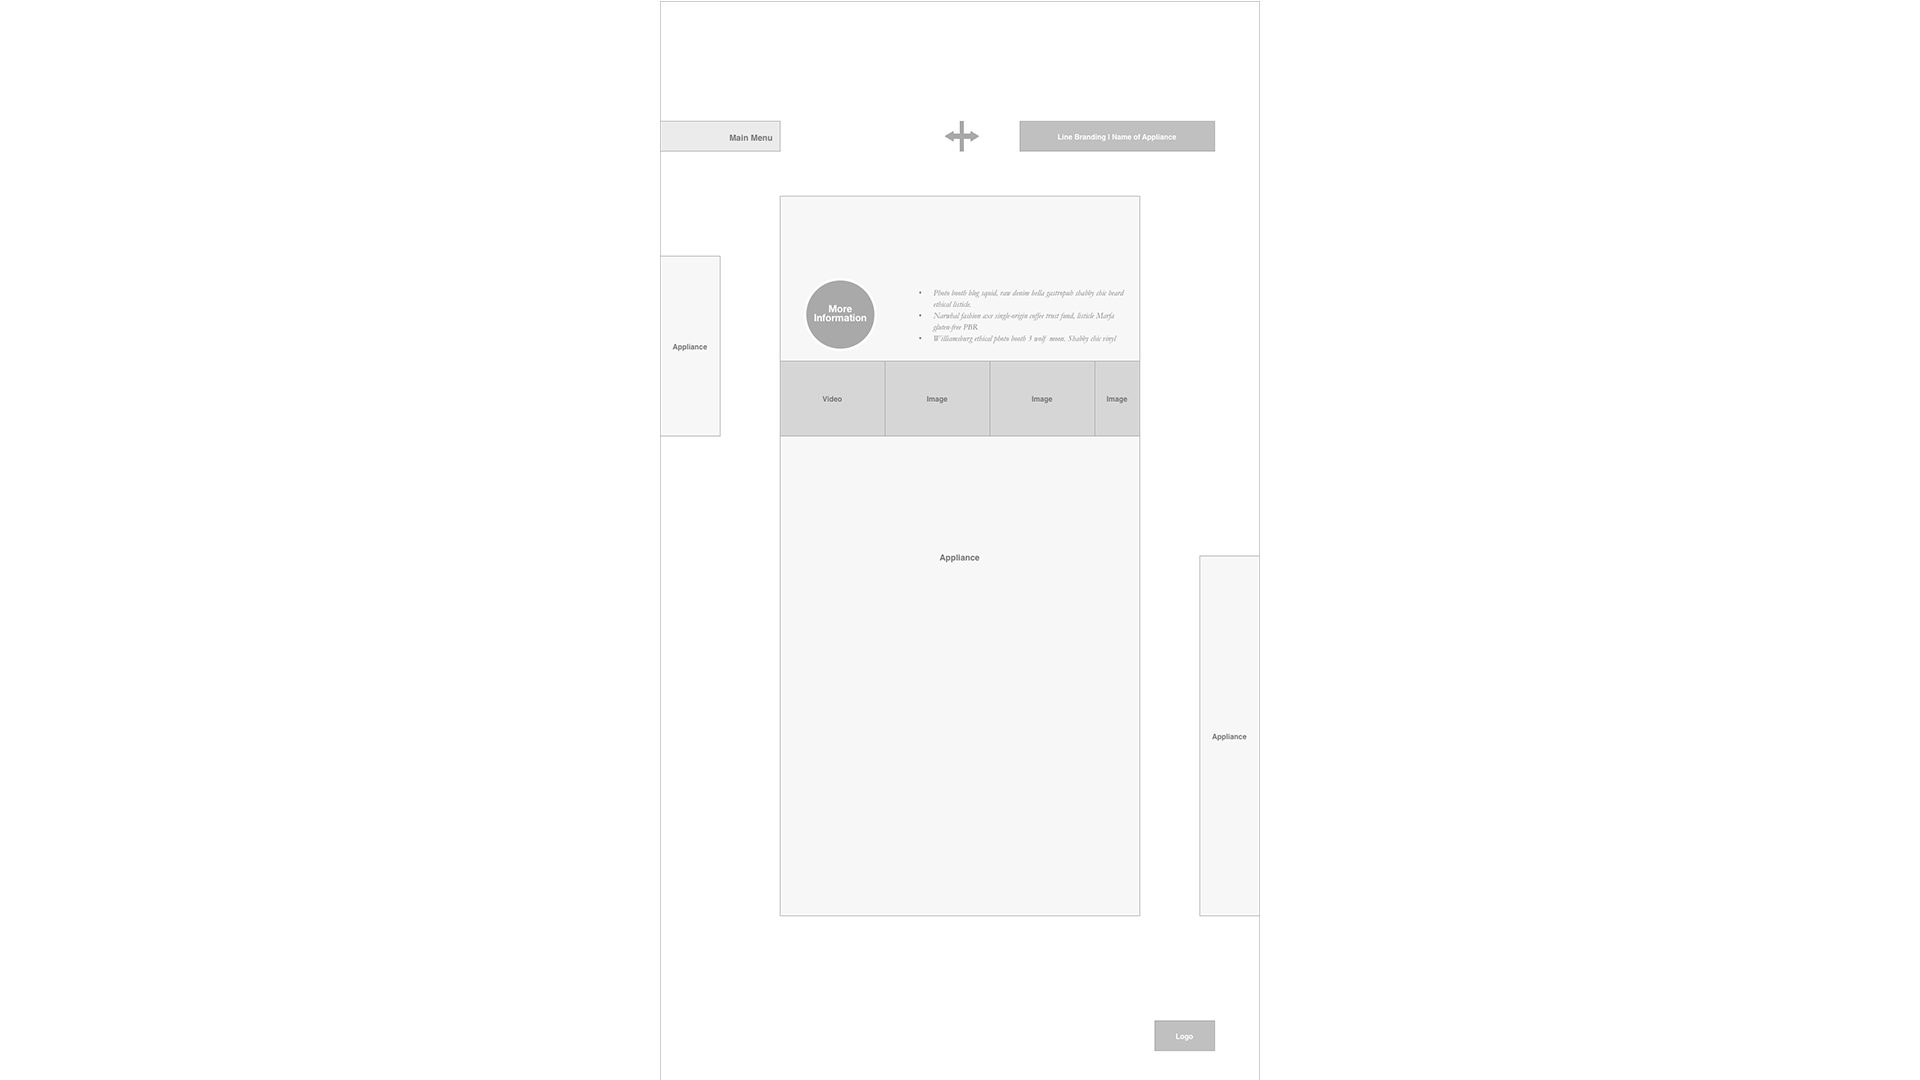 Main Menu
Line Branding | Name of Appliance
Appliance
More
Information
• Photo booth blog squid, raw denim hella gastropub shabby chic beard
ethical listicle.
• Narwhal fashion axe single-origin coffee trust fund, listicle Marfa
gluten-free PBR
• Williamsburg ethical photo booth 3 wolf moon. Shabby chic vinyl
Video
Image
Image
Image
Appliance
Appliance
Logo